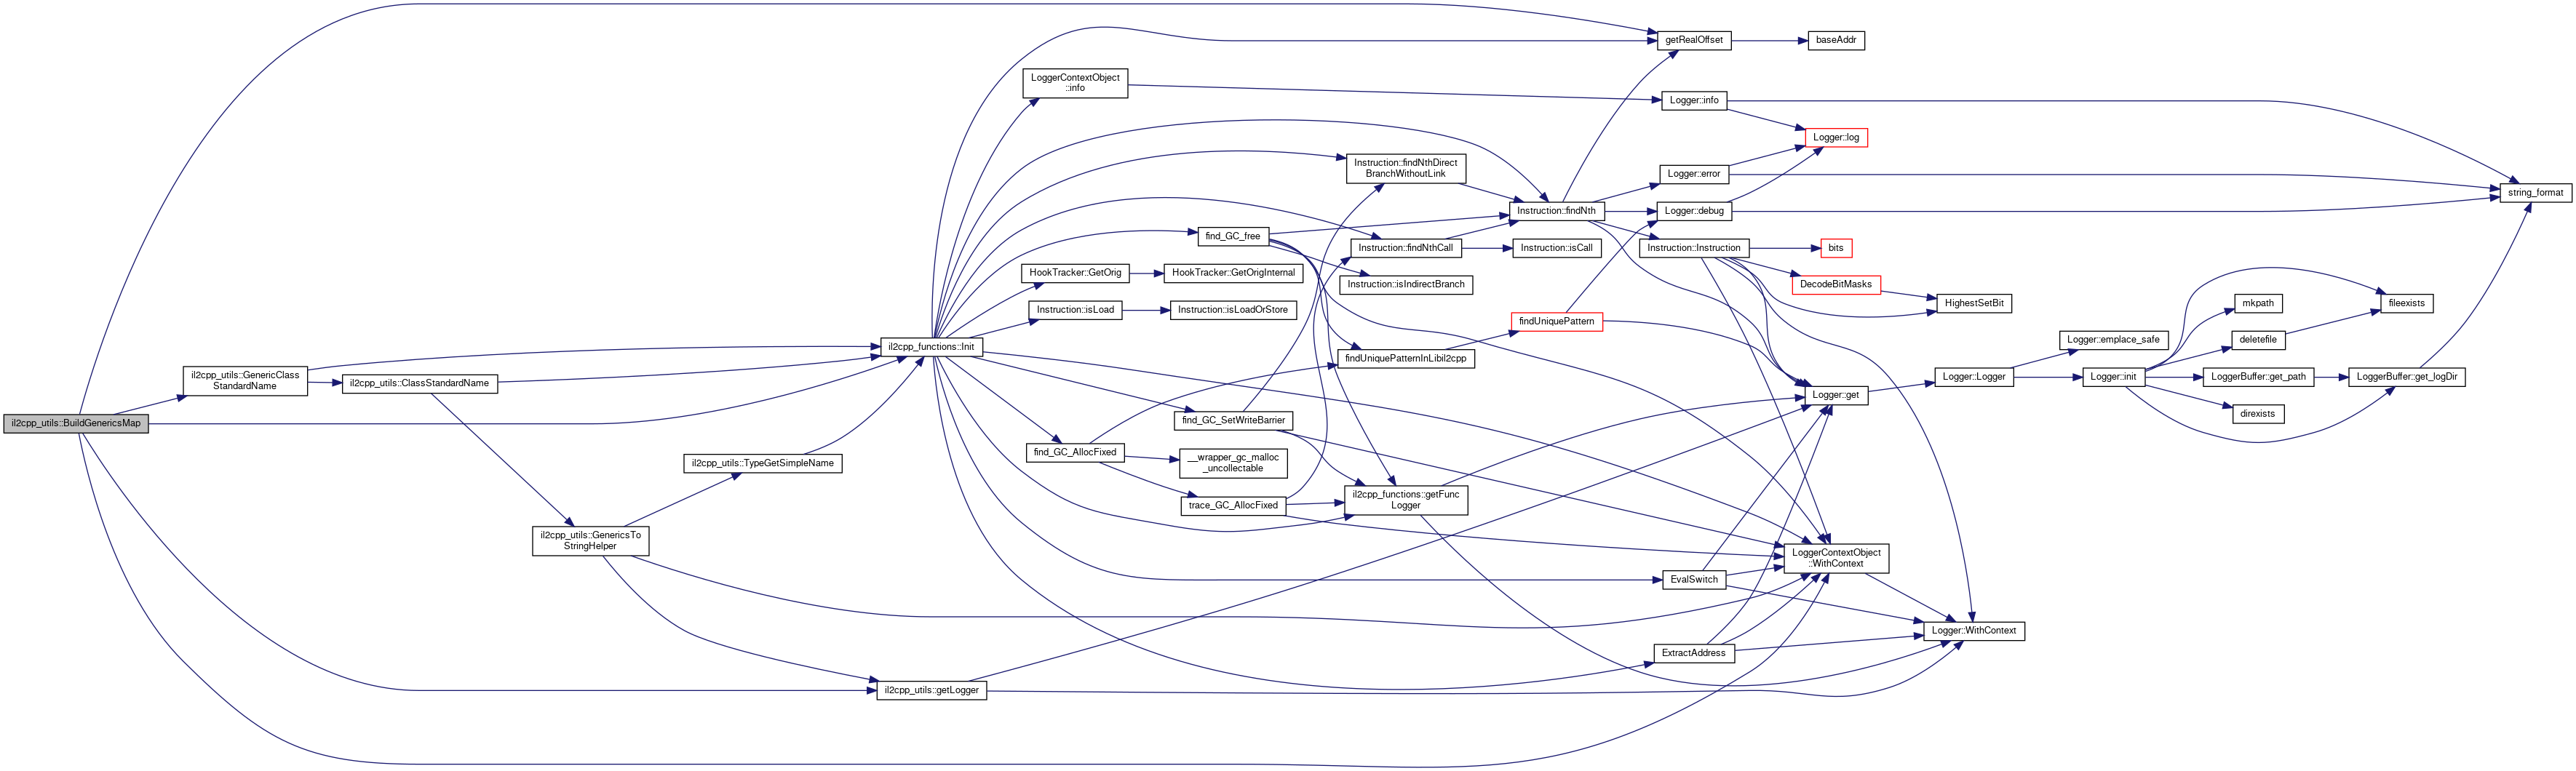 il2cpp_utils::BuildGenericsMap
il2cpp_utils::GenericClass
StandardName
il2cpp_utils::ClassStandardName
il2cpp_utils::GenericsTo
StringHelper
il2cpp_utils::TypeGetSimpleName
il2cpp_functions::Init
il2cpp_utils::getLogger
LoggerContextObject
::info
HookTracker::GetOrig
Instruction::isLoad
find_GC_AllocFixed
find_GC_free
HookTracker::GetOrigInternal
Instruction::isLoadOrStore
find_GC_SetWriteBarrier
__wrapper_gc_malloc
_uncollectable
trace_GC_AllocFixed
Instruction::findNthDirect
BranchWithoutLink
Instruction::findNthCall
Instruction::isIndirectBranch
findUniquePatternInLibil2cpp
il2cpp_functions::getFunc
Logger
Instruction::findNth
Instruction::isCall
findUniquePattern
getRealOffset
Logger::info
Logger::error
Logger::debug
Instruction::Instruction
EvalSwitch
ExtractAddress
baseAddr
Logger::log
bits
DecodeBitMasks
Logger::get
LoggerContextObject
::WithContext
HighestSetBit
Logger::Logger
Logger::WithContext
Logger::emplace_safe
Logger::init
mkpath
deletefile
LoggerBuffer::get_path
direxists
fileexists
LoggerBuffer::get_logDir
string_format